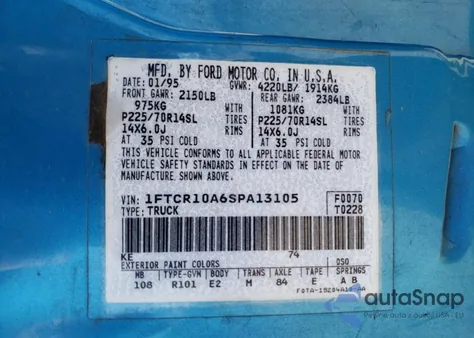 MFD. BY FORD MOTOR CO. IN U.S.A.
DATE: 01/95 GVWR: 4220LB/ 1914KG
FRONT GAWR: 2150LB REAR GAWR: 2384LB
975KG WITH 1081KG WITH
P225/70R14SL TIRES P225/70R14SL TIRES
14X6.0J RIMS 14X6.0J RIMS
AT 35 PSI COLD AT 35 PSI COLD
THIS VEHICLE CONFORMS TO ALL APPLICABLE FEDERAL MOTOR
VEHICLE SAFETY STANDARDS IN EFFECT ON THE DATE OF
MANUFACTURE SHOWN ABOVE.
VIN: 1FTCR10A6SPA13105 F0070
TYPE: TRUCK T0228
KE 74
EXTERIOR PAINT COLORS DSO
WB TYPE-GVW BODY TRANS AXLE TAPE SPRINGS
108 R101 E2 M 84 E A B
autoSnap